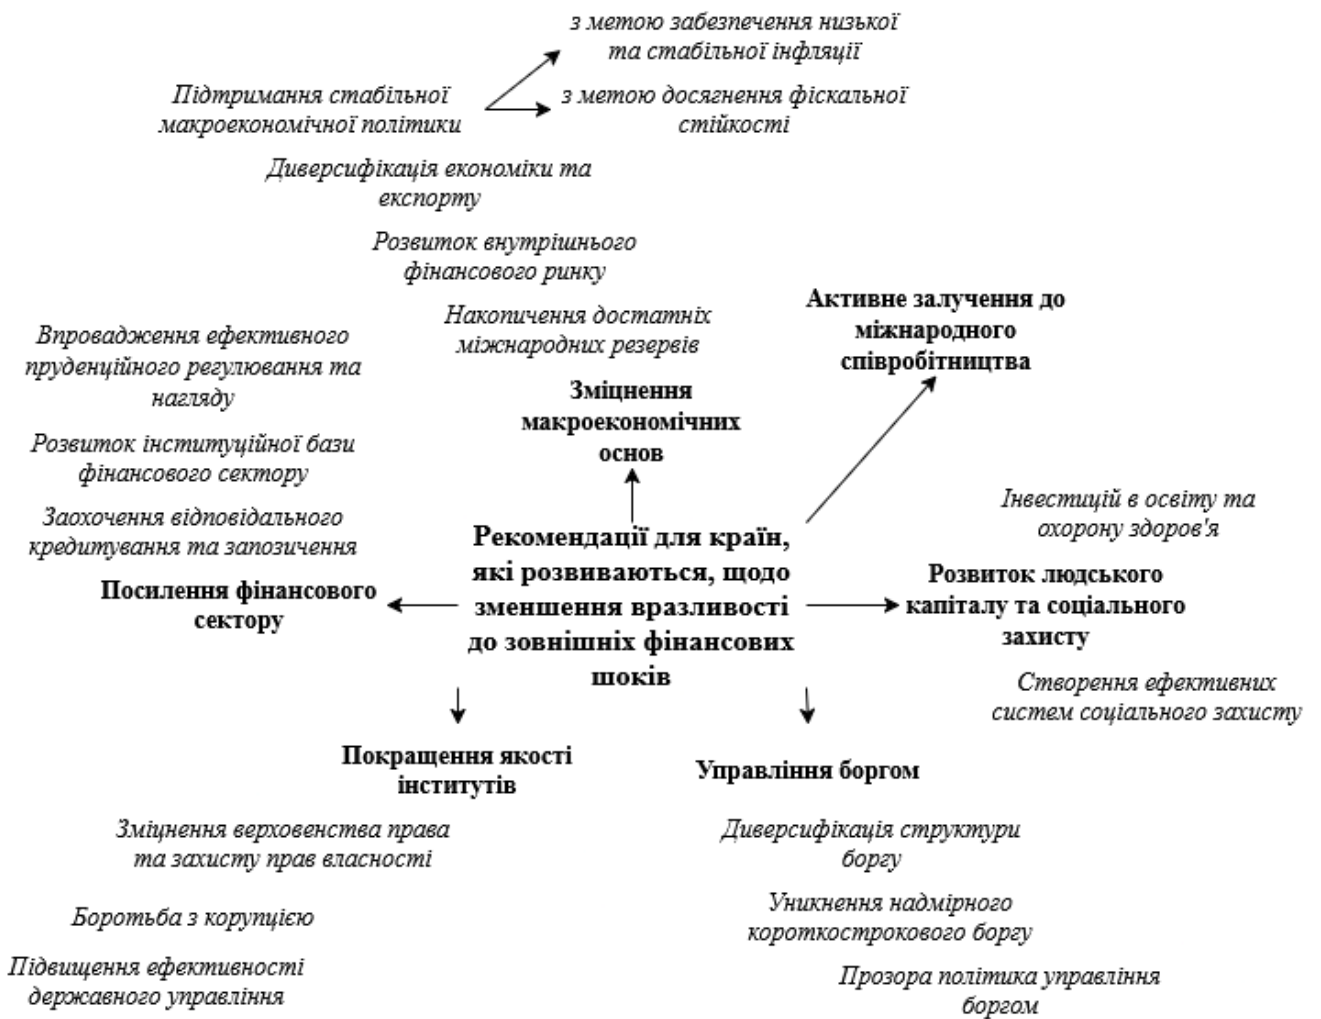 з метою забезпечення низької
та стабільної інфляції
Підтримання стабільної
макроекономічної політики
з метою досягнення фіскальної
стійкості
Диверсифікація економіки та
експорту
Розвиток внутрішнього
фінансового ринку
Накопичення достатніх
міжнародних резервів
Зміцнення
макроекономічних
основ
Активне залучення до
міжнародного
співробітництва
Впровадження ефективного
пруденційного регулювання та
нагляду
Розвиток інституційної бази
фінансового сектору
Заохочення відповідального
кредитування та запозичення
Посилення фінансового
сектору
Рекомендації для країн,
які розвиваються, щодо
зменшення вразливості
до зовнішніх фінансових
шоків
Інвестицій в освіту та
охорону здоров'я
Розвиток людського
капіталу та соціального
захисту
Створення ефективних
систем соціального захисту
Покращення якості
інститутів
Зміцнення верховенства права
та захисту прав власності
Боротьба з корупцією
Підвищення ефективності
державного управління
Управління боргом
Диверсифікація структури
боргу
Уникнення надмірного
короткострокового боргу
Прозора політика управління
боргом